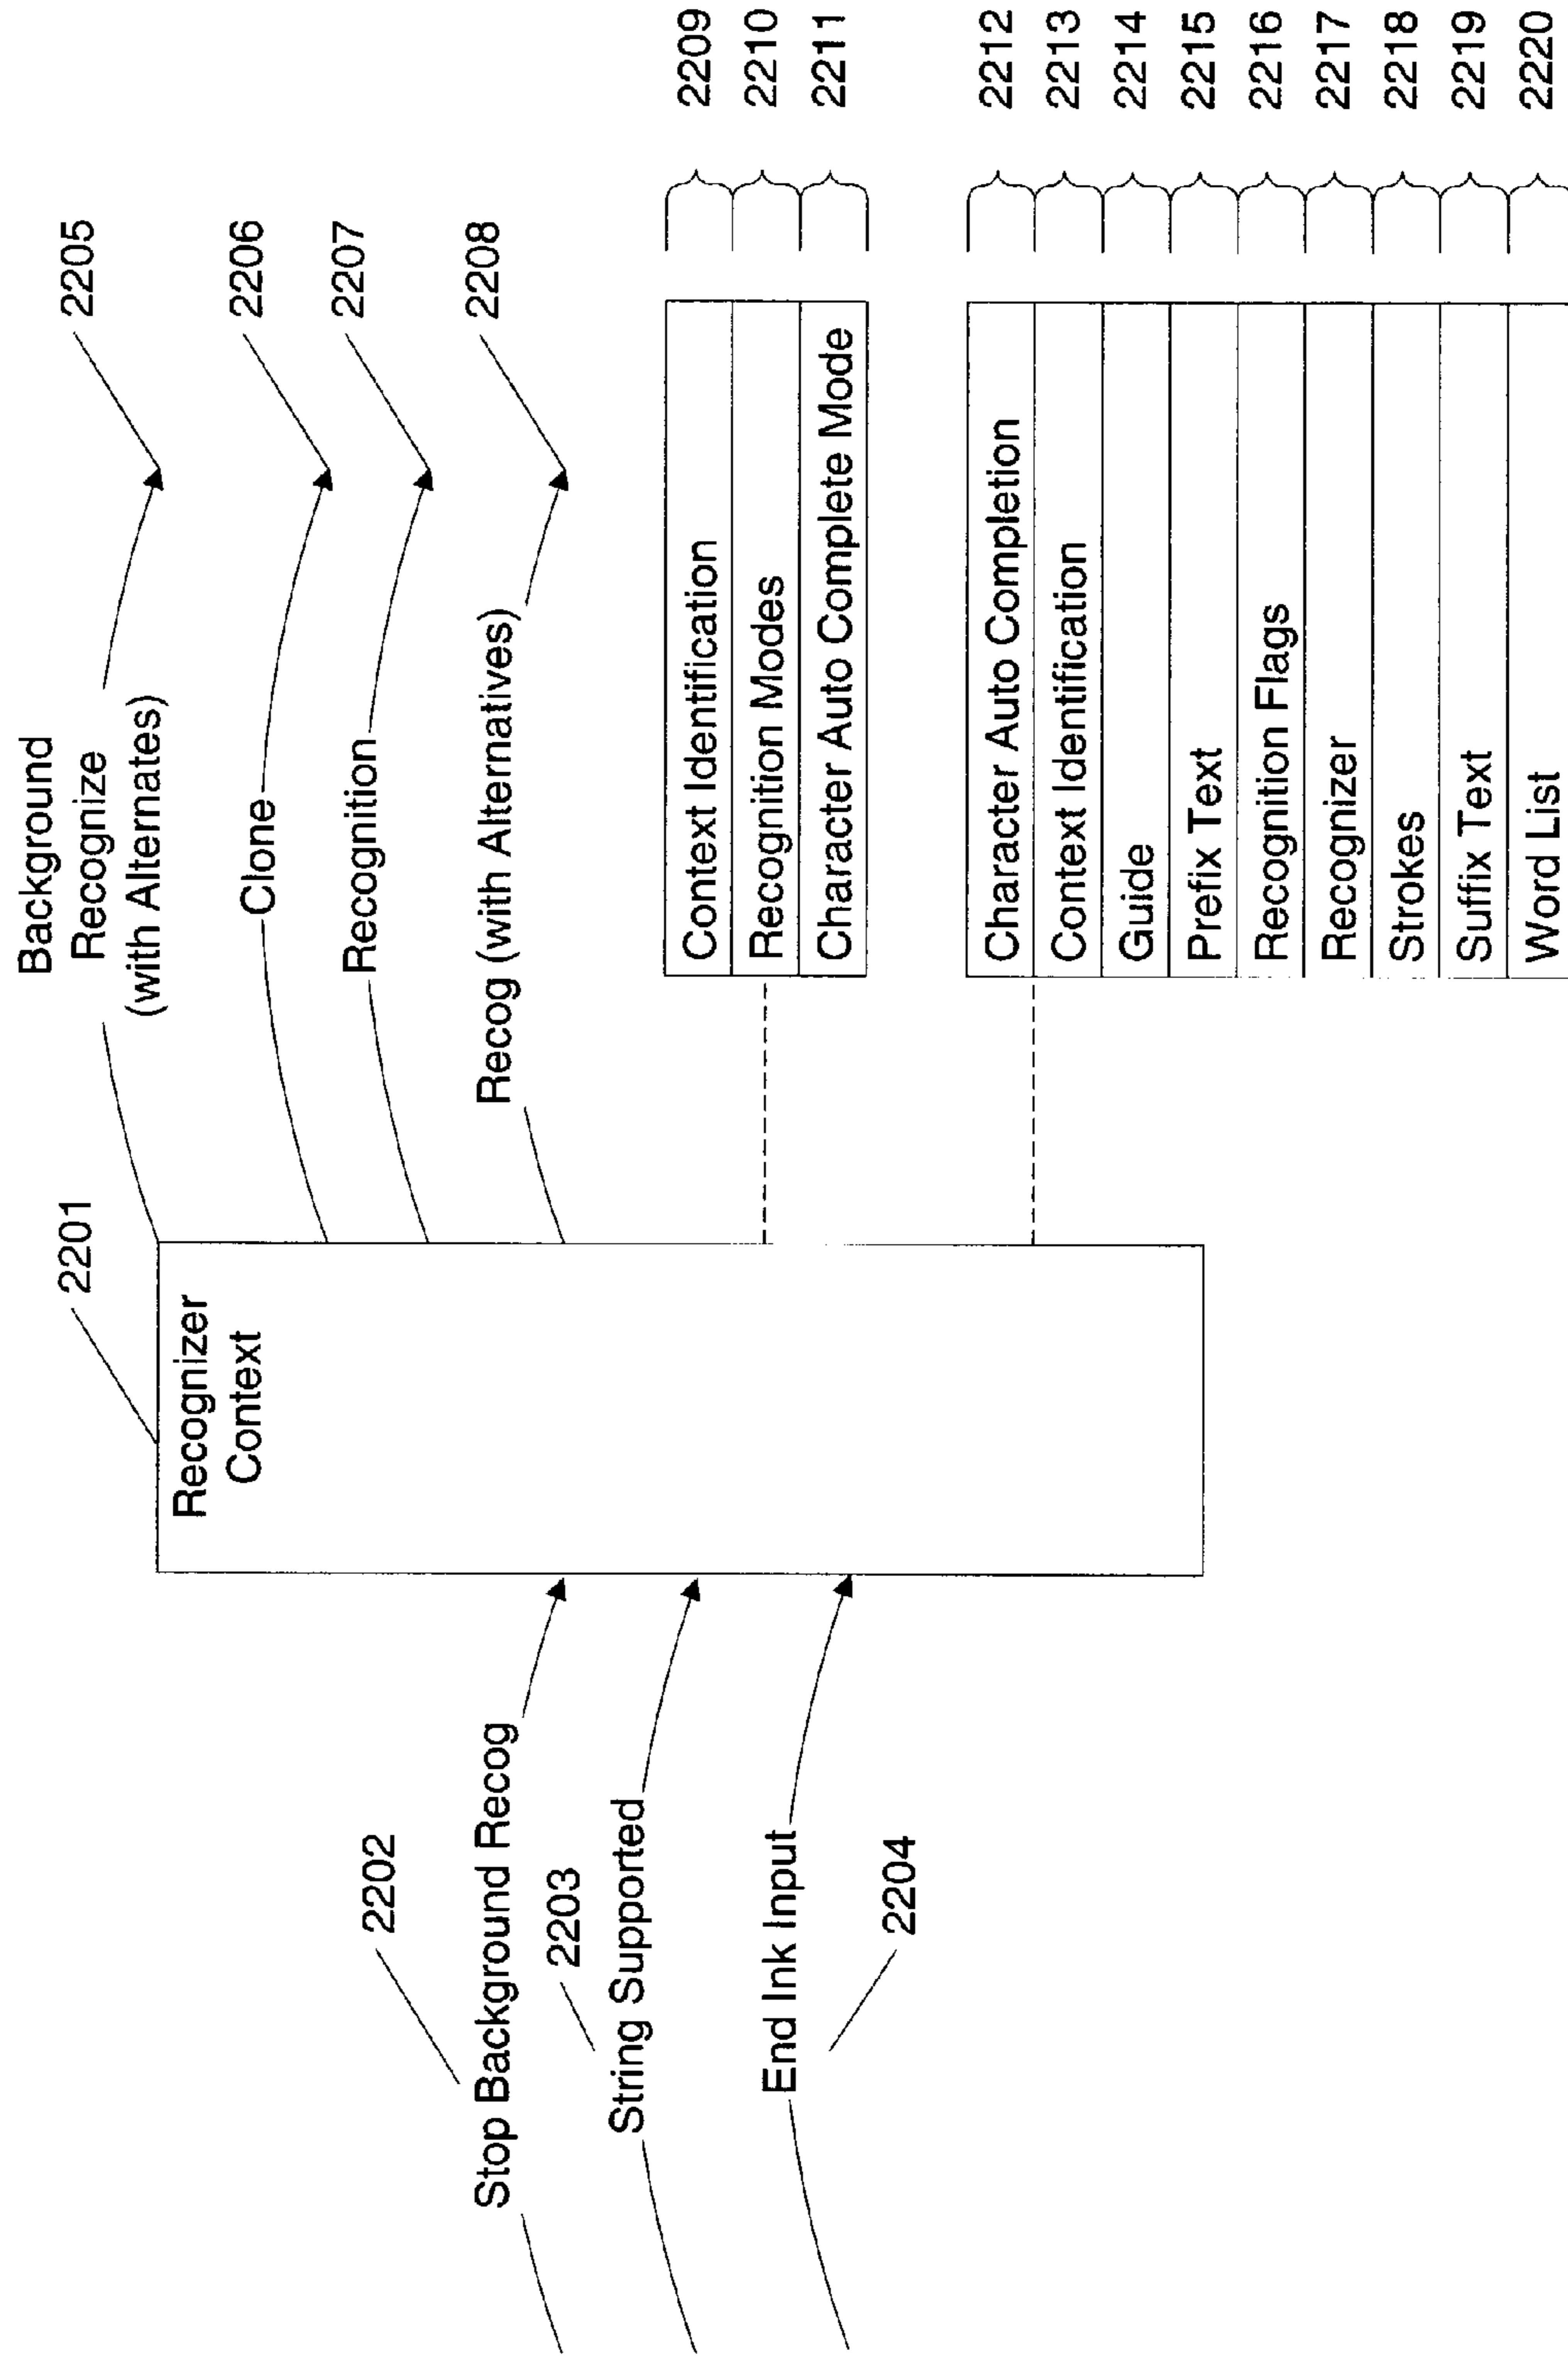 2201
Recognizer
Context
2202
Stop Background Recog
2203
String Supported
End Ink Input
2204
Background
Recognize
(with Alternates)
2205
Clone
2206
Recognition
2207
Recog (with Alternatives)
2208
Context Identification
2209
Recognition Modes
2210
Character Auto Complete Mode
2211
Character Auto Completion
2212
Context Identification
2213
Guide
2214
Prefix Text
2215
Recognition Flags
2216
Recognizer
2217
Strokes
2218
Suffix Text
2219
Word List
2220